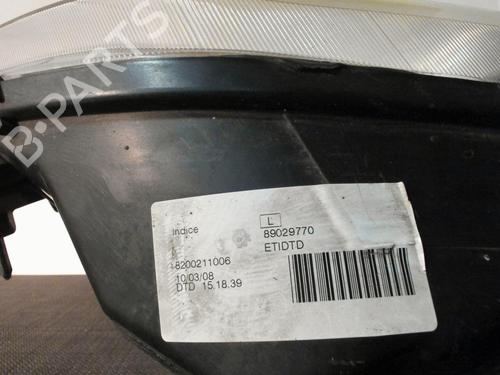 B-PARTS
L
Indice
89029770
ETIDTD
8200211006
10/03/08
DTD 15.18.39